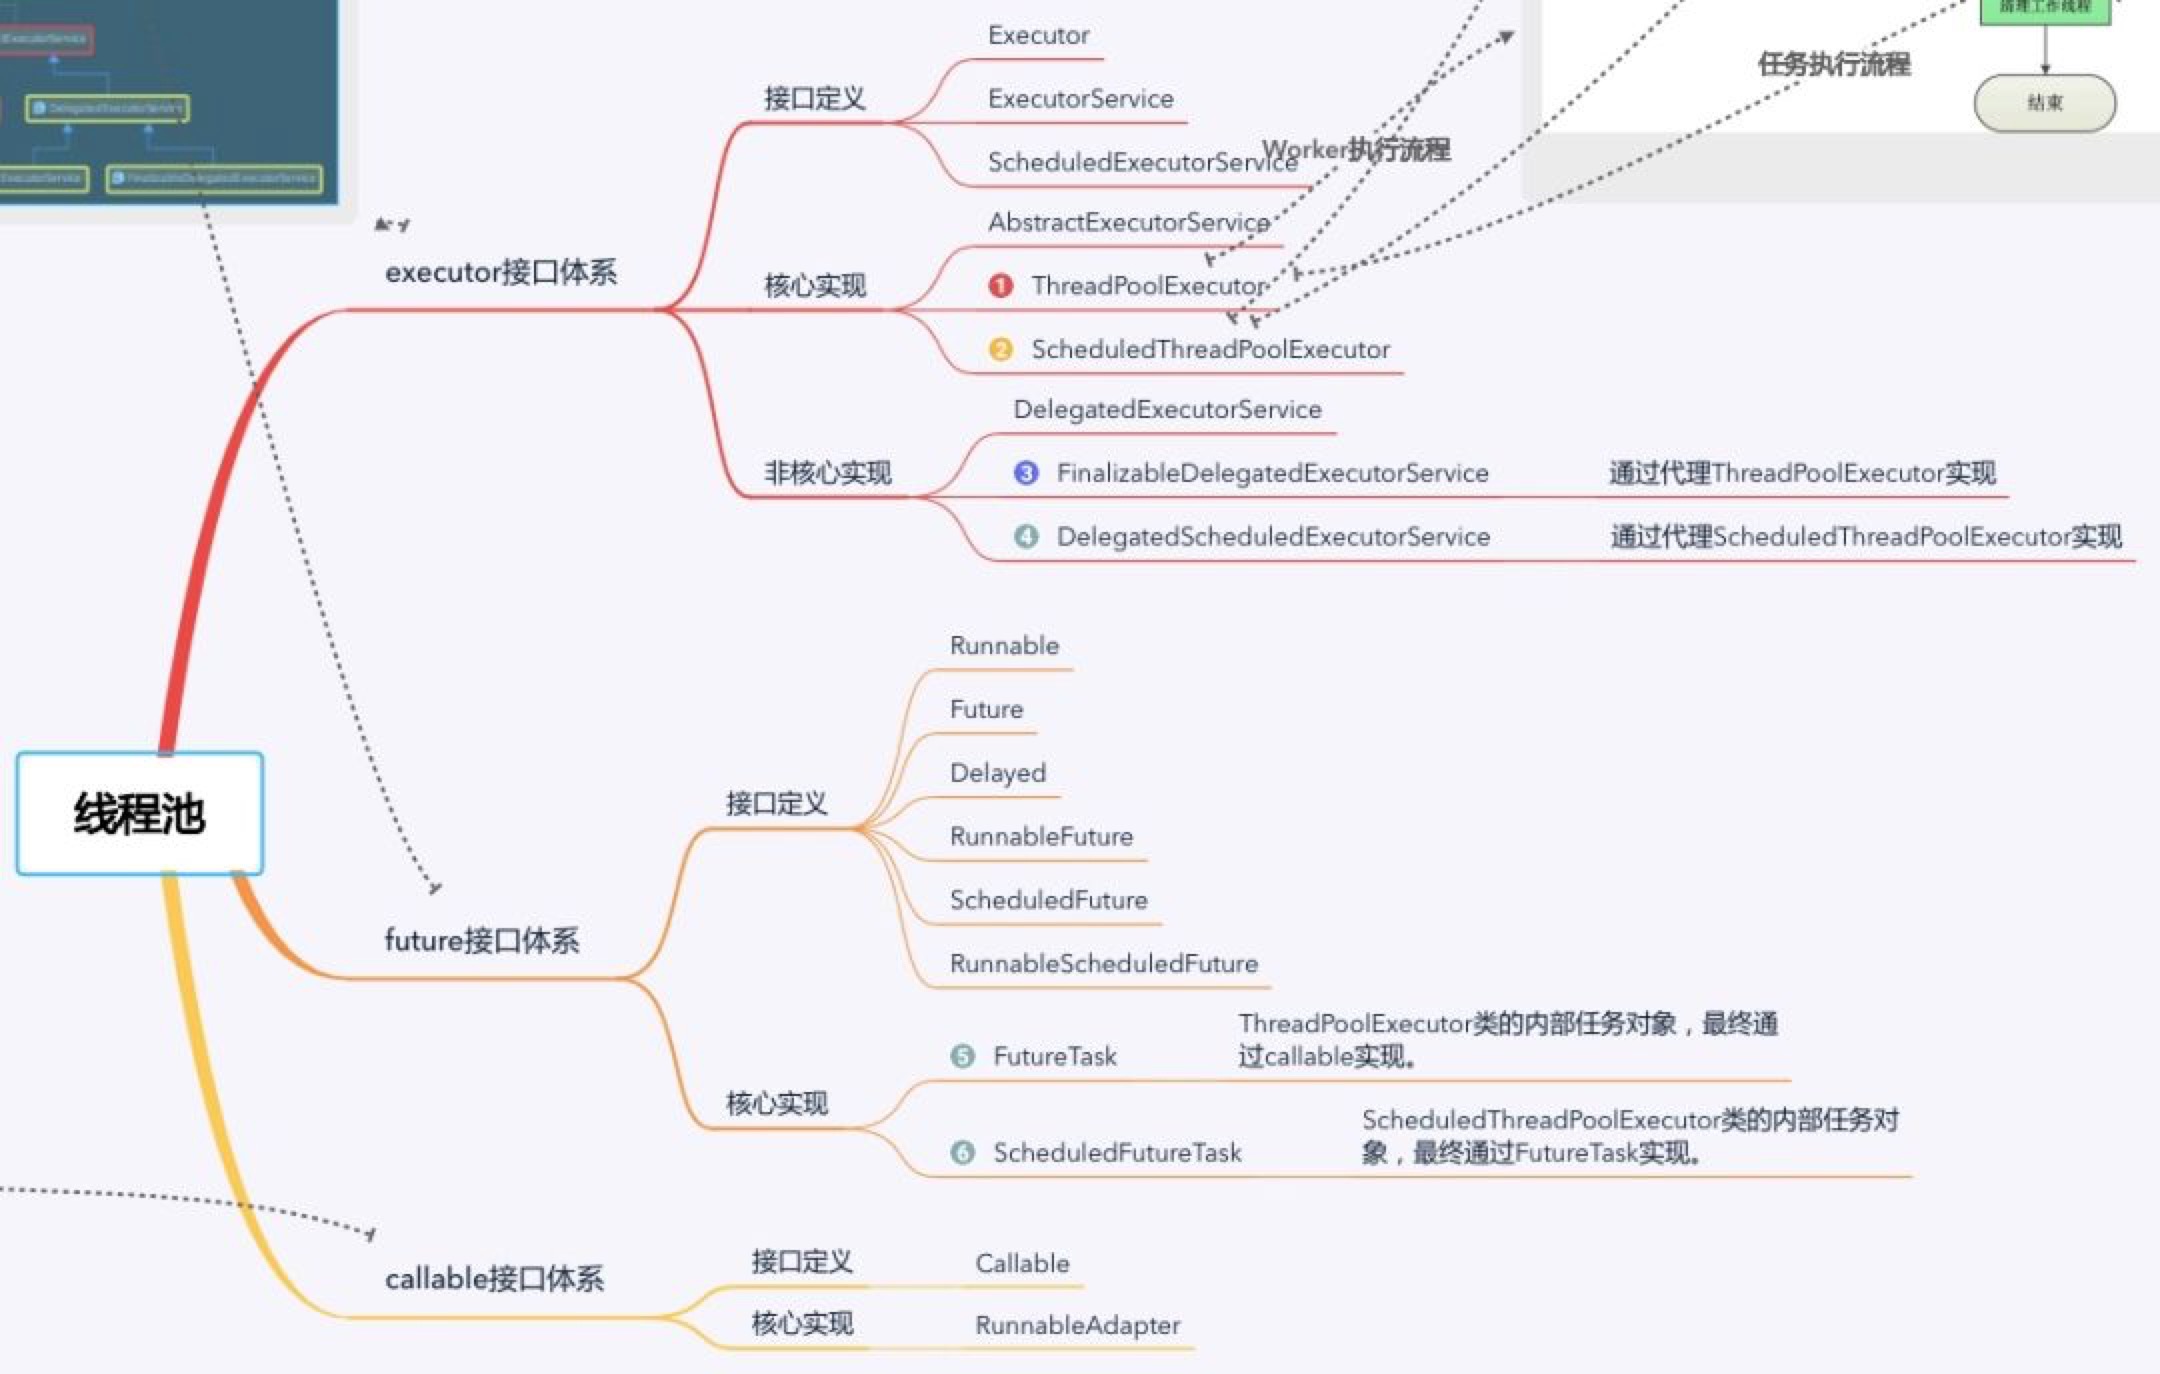 ExecutorService
DelegatedExecutorService
ExecutorService
FinalizableDelegatedExecutorService
清理工作线程
结束
任务执行流程
Worker执行流程
线程池
executor接口体系
接口定义
Executor
ExecutorService
ScheduledExecutorService
核心实现
AbstractExecutorService
1 ThreadPoolExecutor
2 ScheduledThreadPoolExecutor
非核心实现
DelegatedExecutorService
3 FinalizableDelegatedExecutorService
通过代理ThreadPoolExecutor实现
4 DelegatedScheduledExecutorService
通过代理ScheduledThreadPoolExecutor实现
future接口体系
接口定义
Runnable
Future
Delayed
RunnableFuture
ScheduledFuture
RunnableScheduledFuture
核心实现
5 FutureTask
ThreadPoolExecutor类的内部任务对象，最终通
过callable实现。
6 ScheduledFutureTask
ScheduledThreadPoolExecutor类的内部任务对
象，最终通过FutureTask实现。
callable接口体系
接口定义
Callable
核心实现
RunnableAdapter